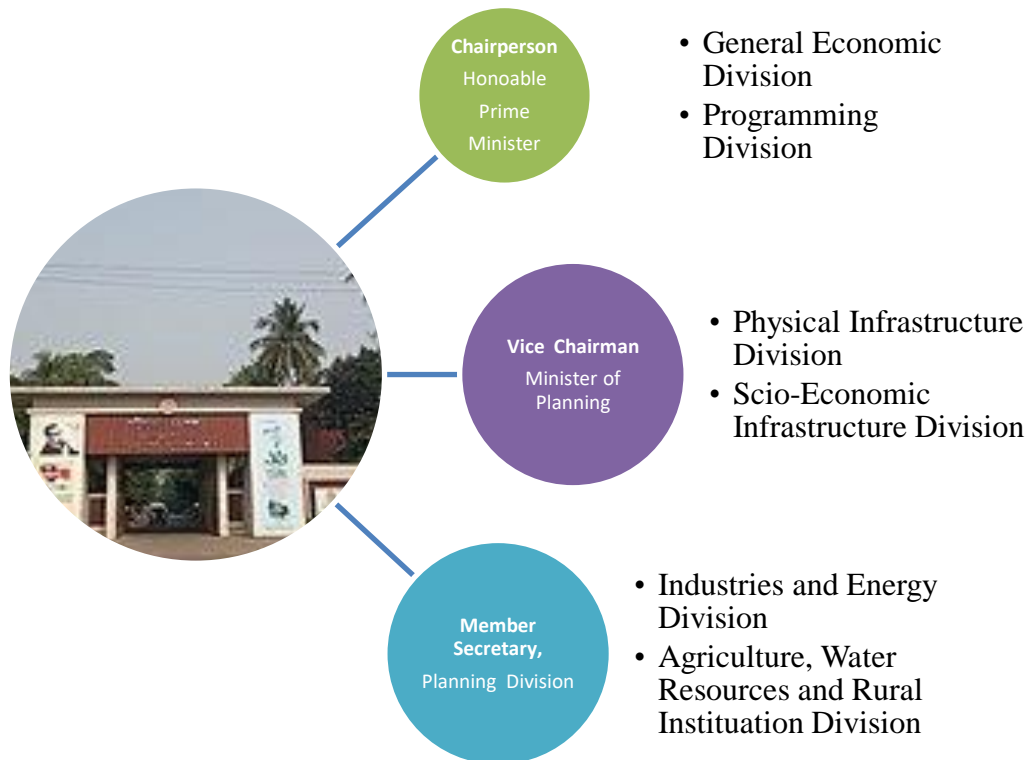 Chairperson
Honoable
Prime
Minister
• General Economic
Division
• Programming
Division
Vice Chairman
Minister of
Planning
• Physical Infrastructure
Division
• Scio-Economic
Infrastructure Division
Member
Secretary,
Planning Division
• Industries and Energy
Division
• Agriculture, Water
Resources and Rural
Instituation Division